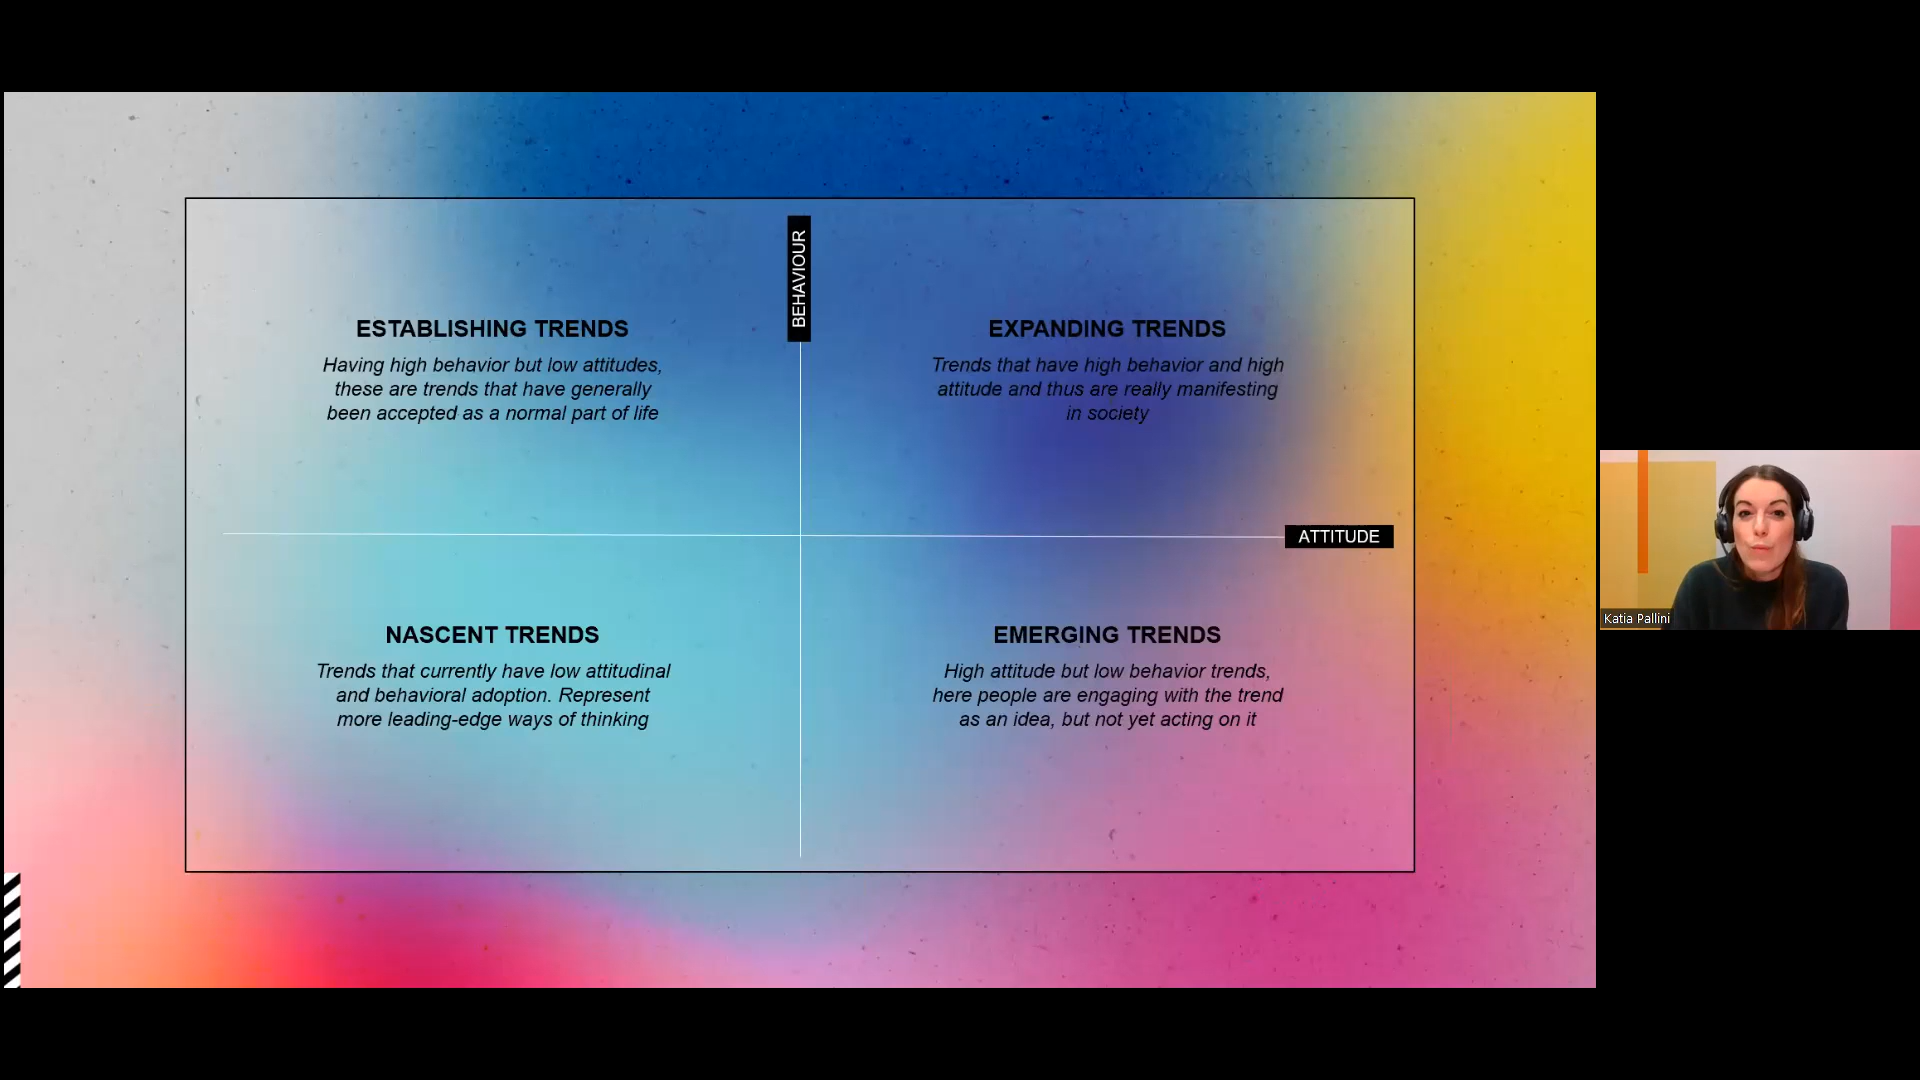 BEHAVIOUR
ESTABLISHING TRENDS
Having high behavior but low attitudes,
these are trends that have generally
been accepted as a normal part of life
EXPANDING TRENDS
Trends that have high behavior and high
attitude and thus are really manifesting
in society
ATTITUDE
NASCENT TRENDS
Trends that currently have low attitudinal
and behavioral adoption. Represent
more leading-edge ways of thinking
EMERGING TRENDS
High attitude but low behavior trends,
here people are engaging with the trend
as an idea, but not yet acting on it
Katia Pallini